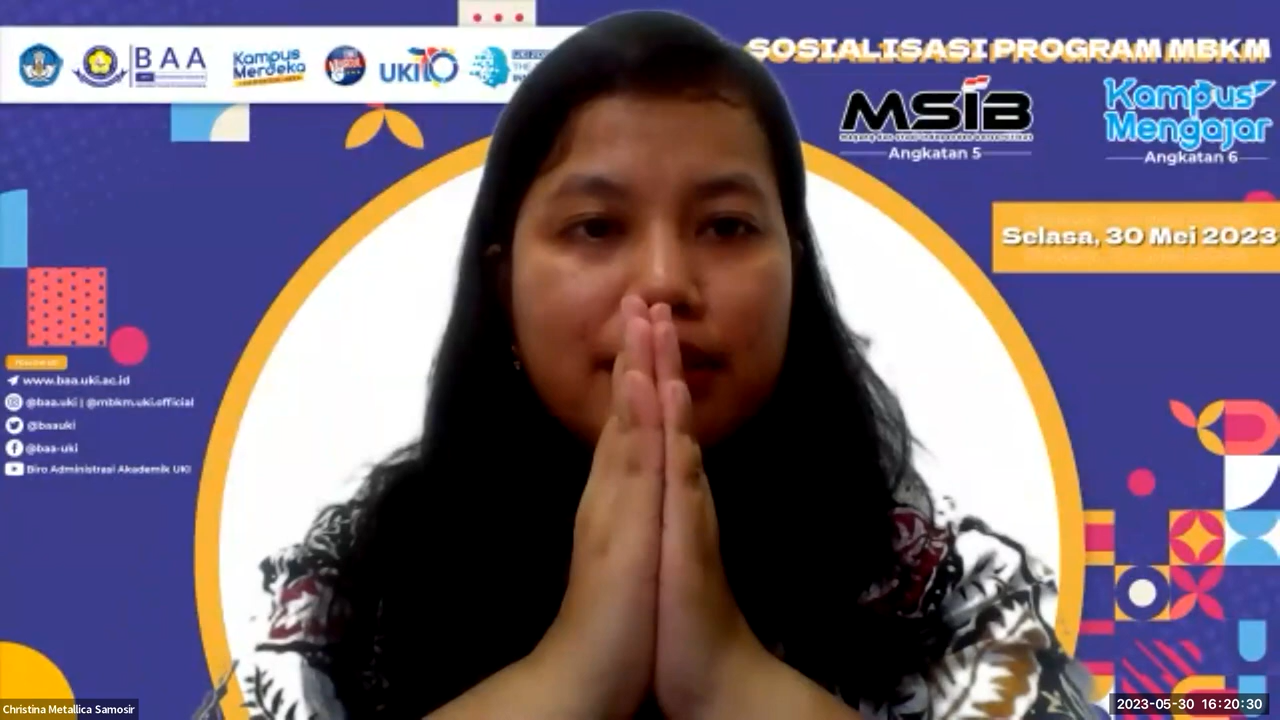 BAA
Kampus
Merdeka
UKI 70
SOSIALISASI PROGRAM MBKM
MSIB
Angkatan 5
Kampus
Mengajar
Angkatan 6
Selasa, 30 Mei 2023
www.baa.uki.ac.id
@baa.uki | @mbkm.uki.official
@baauki
@baa-uki
Biro Administrasi Akademik UKI
Christina Metallica Samosir
2023-05-30 16:20:30